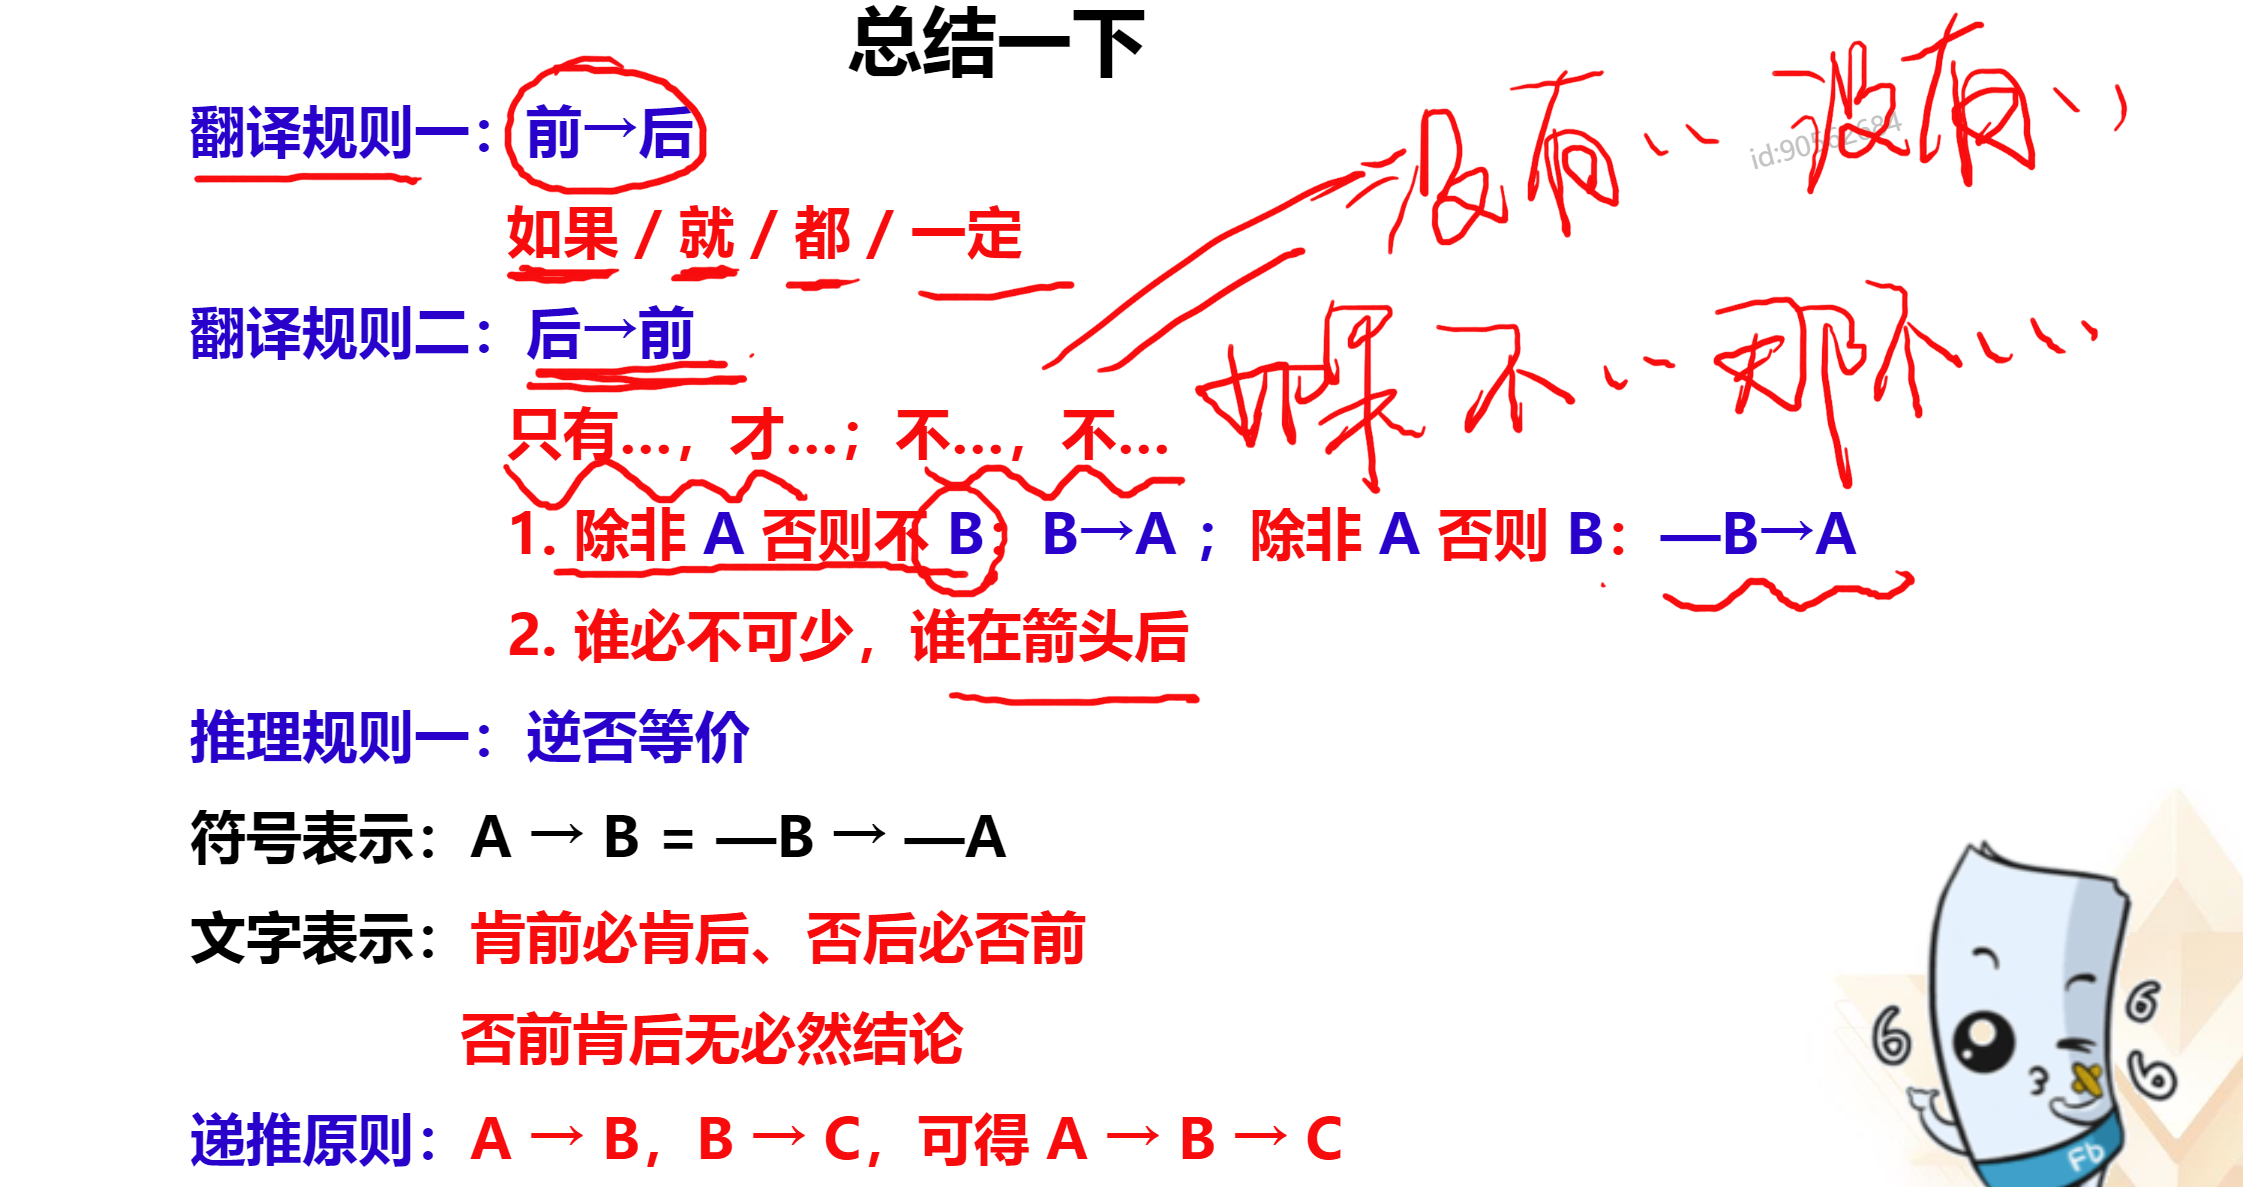 总结一下
翻译规则一：前→后
没有…没有…
id:90562684
如果 / 就 / 都 / 一定
翻译规则二：后→前
如果不…那不…
只有…，才…；不…，不…
1. 除非 A 否则不 B：B→A ；除非 A 否则 B：—B→A
2. 谁必不可少，谁在箭头后
推理规则一：逆否等价
符号表示：A → B = —B → —A
文字表示：肯前必肯后、否后必否前
否前肯后无必然结论
递推原则：A → B，B → C，可得 A → B → C
6 6 6
3
Fb